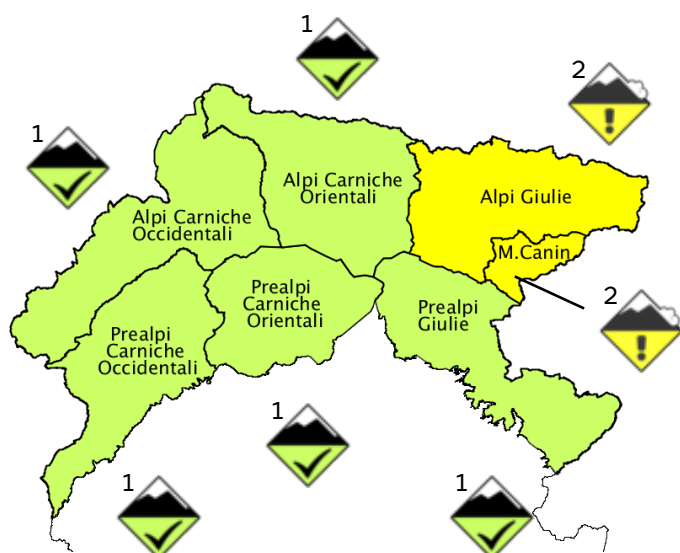 1
2
1
Alpi Carniche
Orientali
Alpi Giulie
Alpi Carniche
Occidentali
M.Canin
Prealpi
Carniche
Orientali
Prealpi
Giulie
2
Prealpi
Carniche
Occidentali
1
1
1